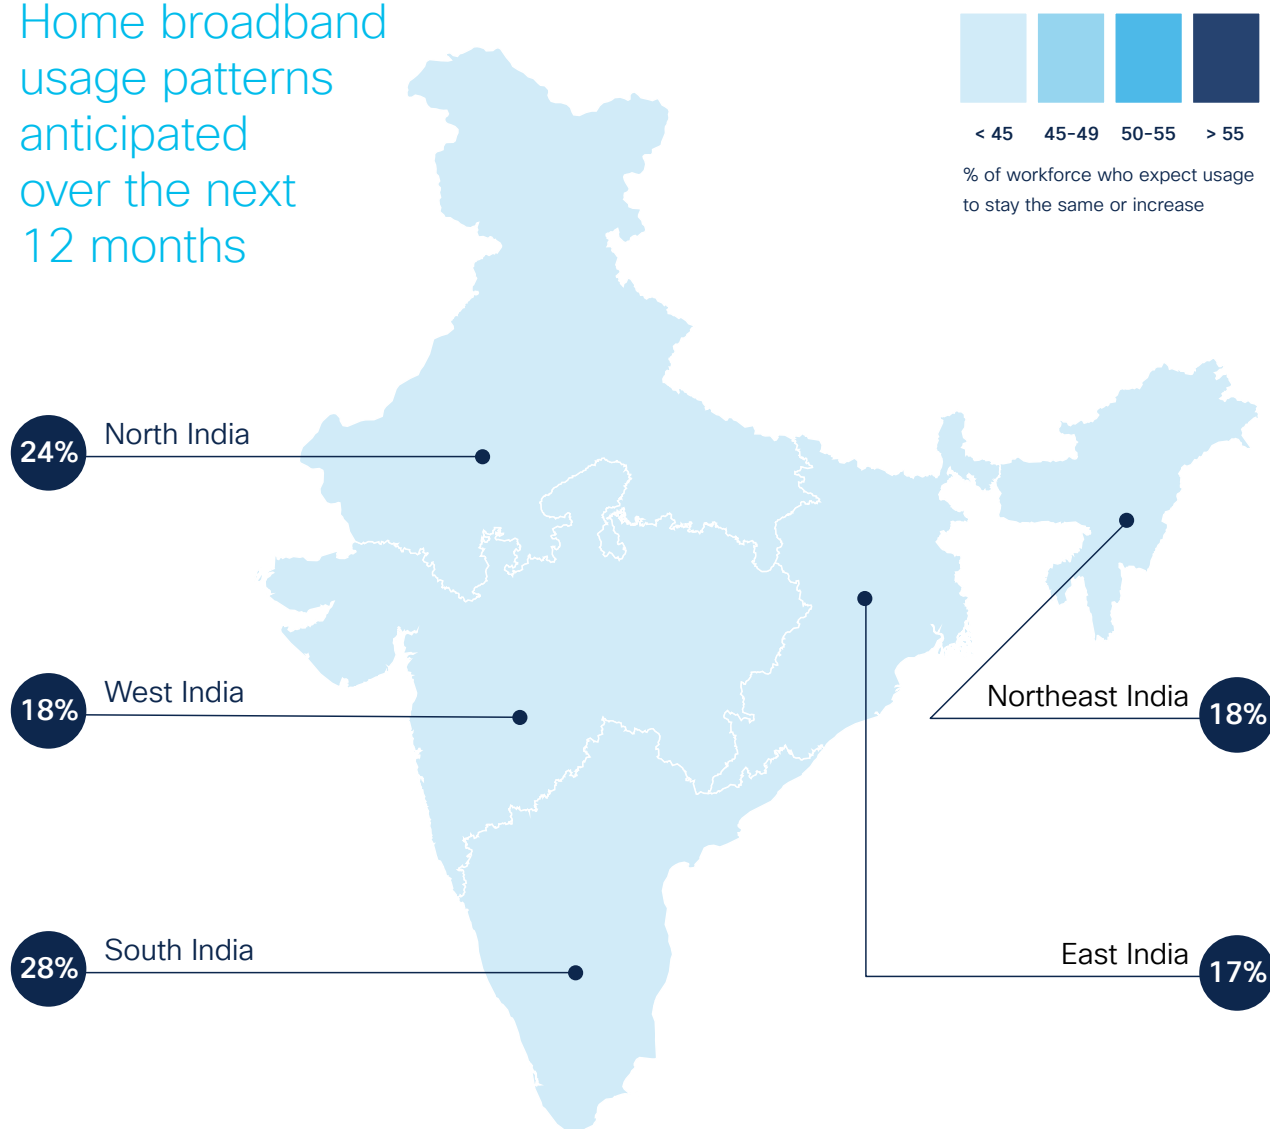 Home broadband
usage patterns
anticipated
over the next
12 months
< 45 45-49 50-55 > 55
% of workforce who expect usage
to stay the same or increase
24% North India
18% West India
Northeast India 18%
28% South India
East India 17%